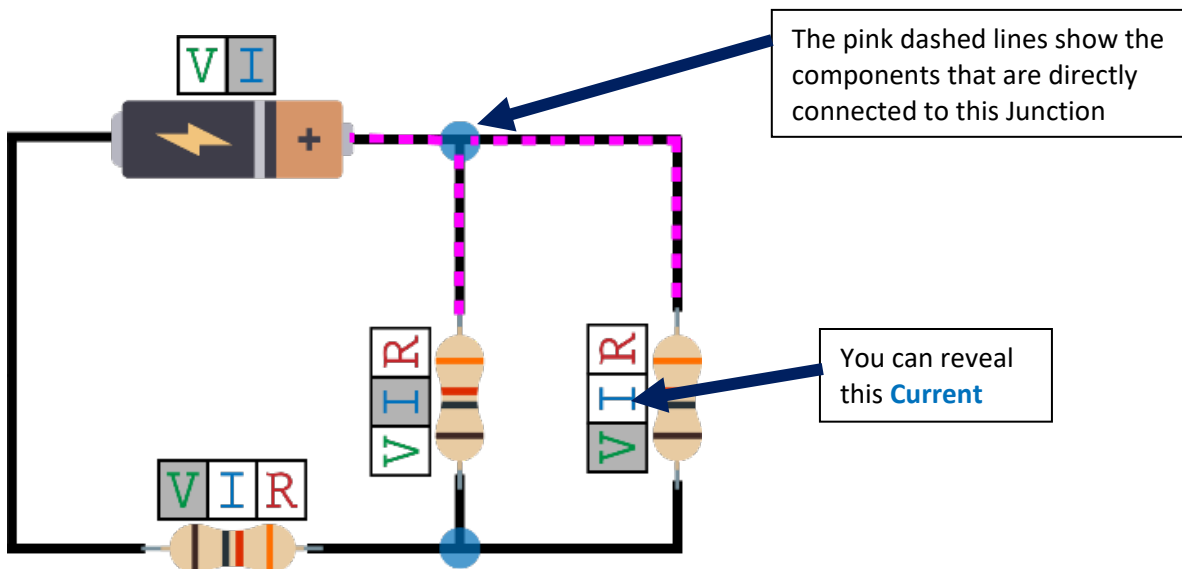 The pink dashed lines show the
components that are directly
connected to this Junction
V I
+
R
I
V
R
I
V
You can reveal
this Current
V I R